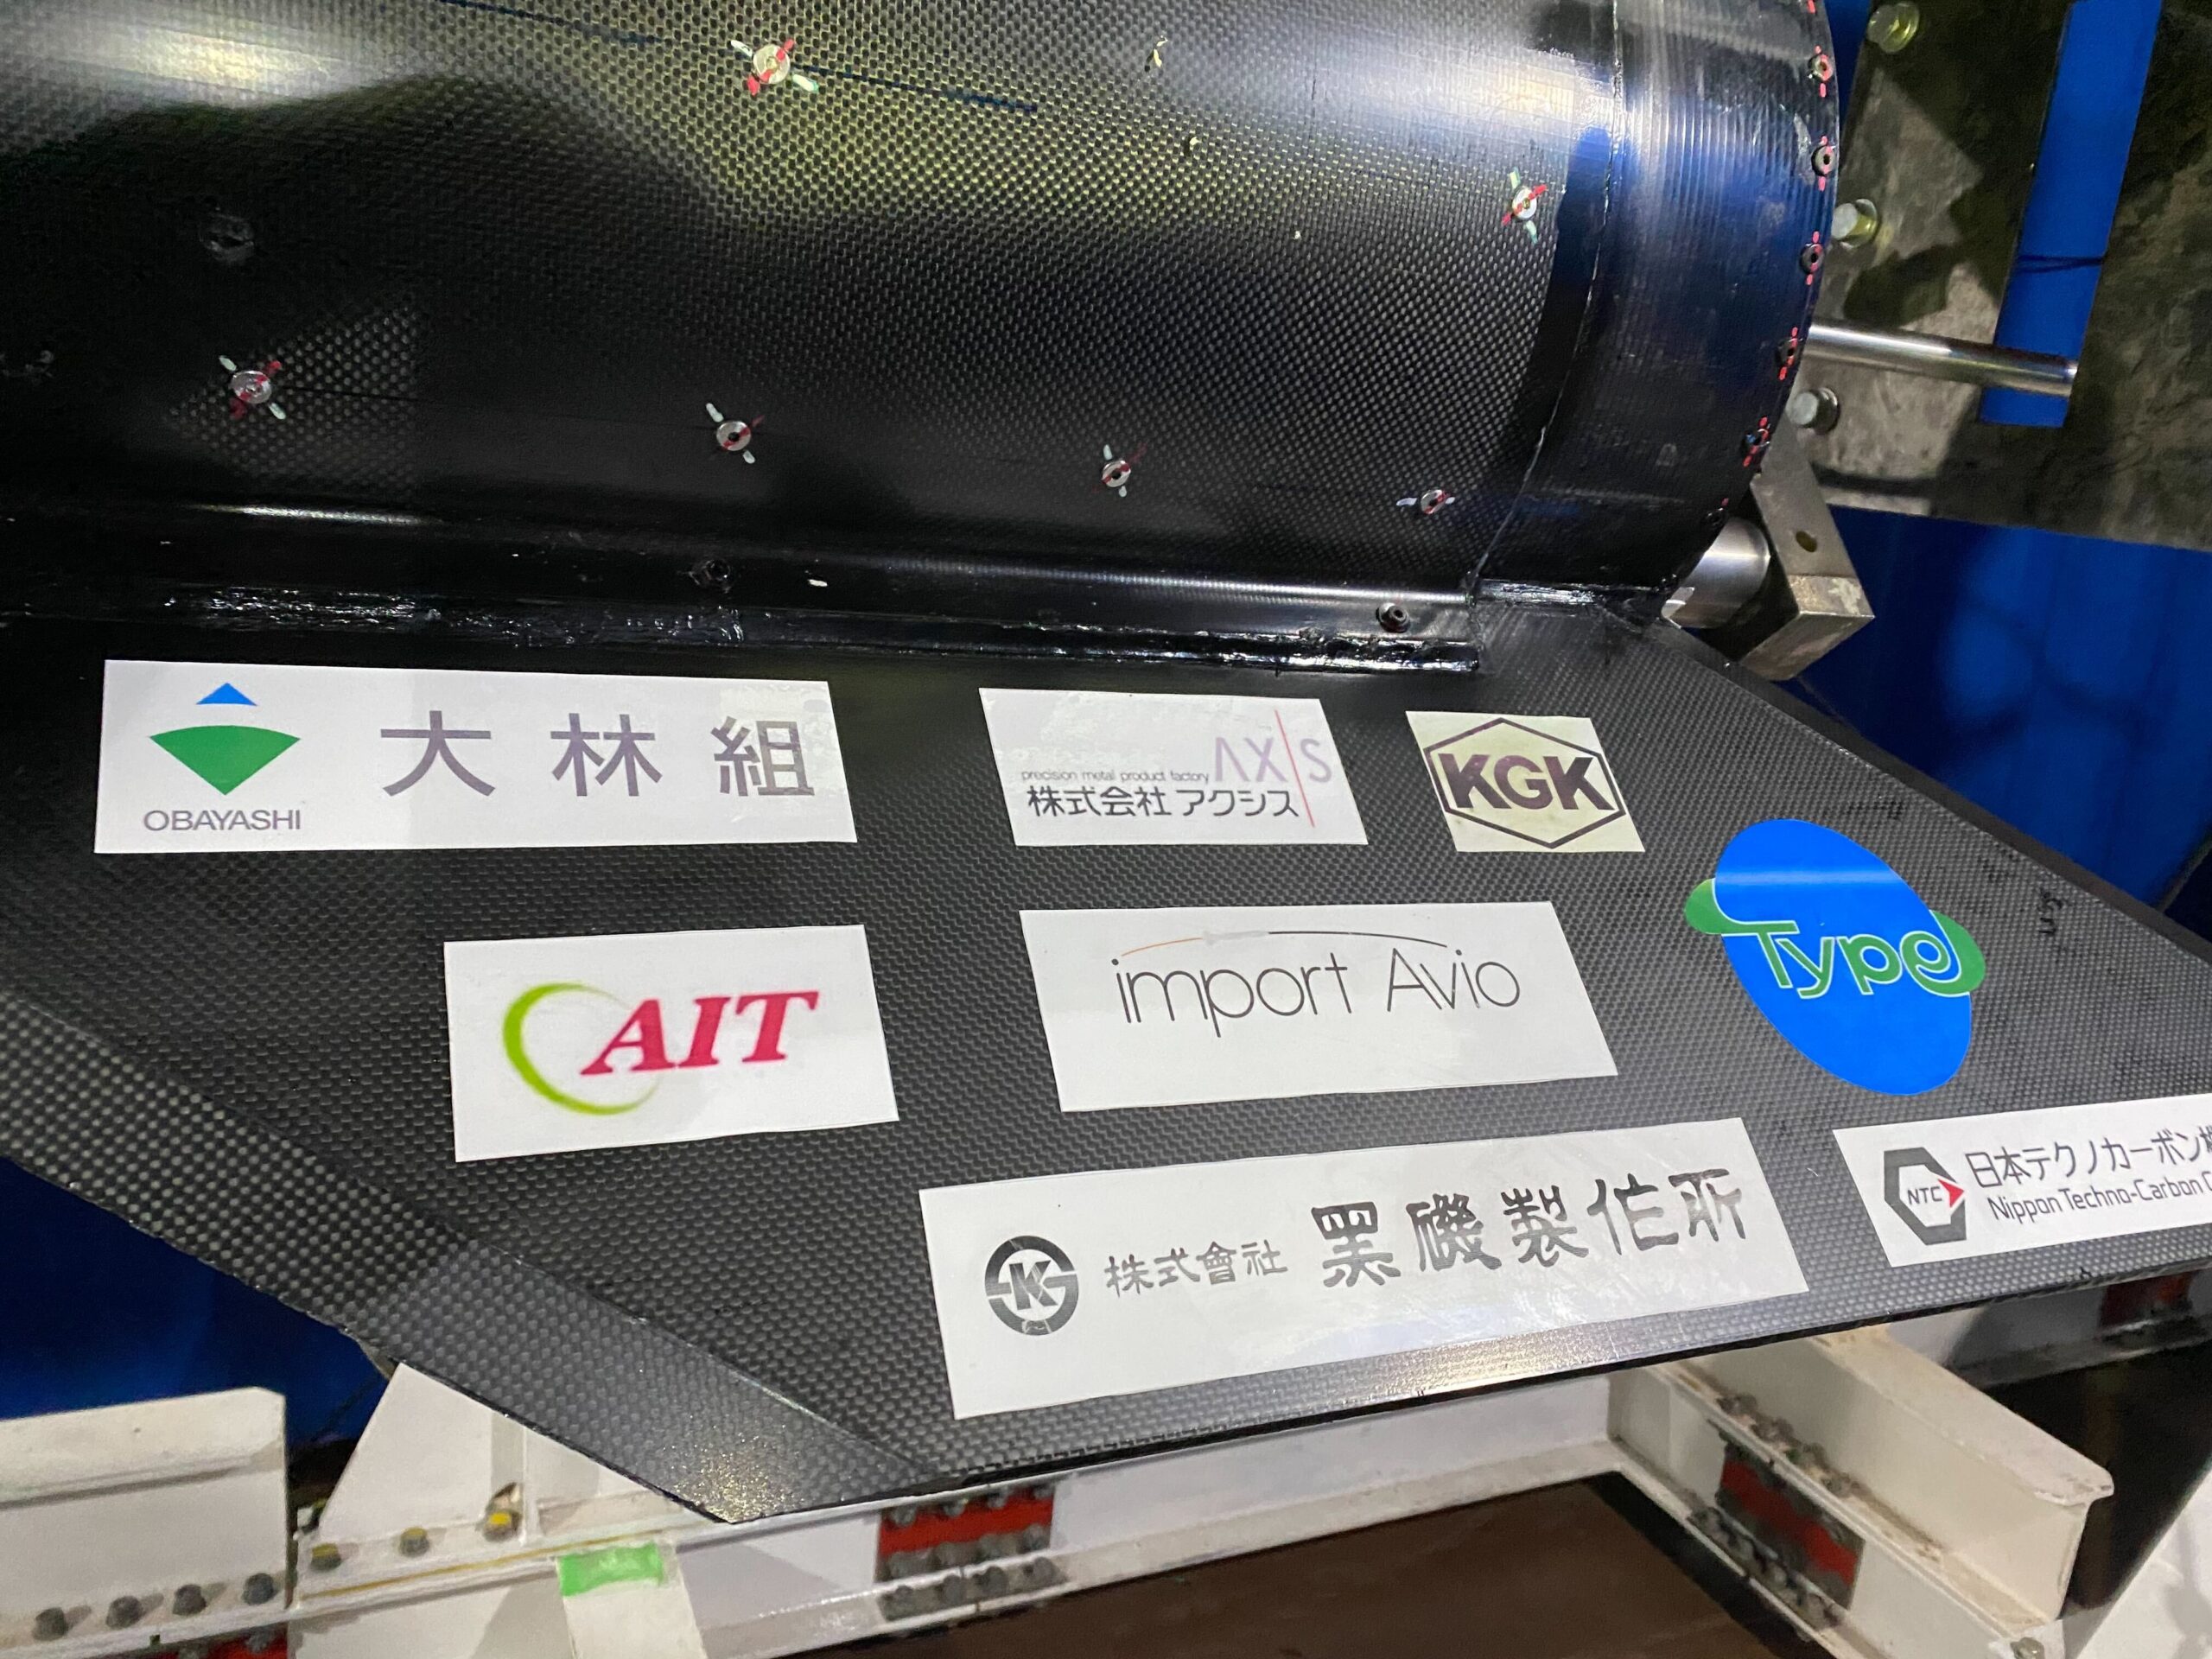 大林組
OBAYASHI
AXIS
precision metal product factory
株式会社アクシス
KGK
AIT
import Avio
Type
K
株式會社 黒磯製作所
NTC
日本テクノカーボン
Nippon Techno-Carbon